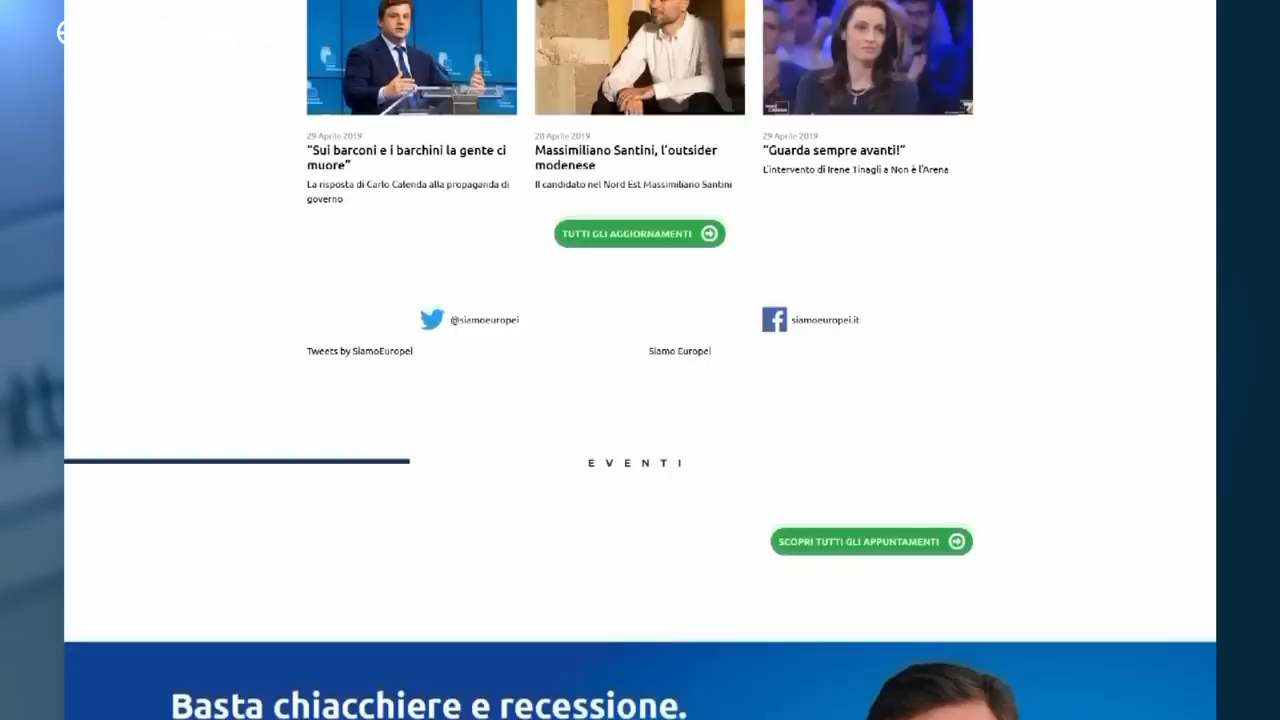 29 Aprile 2019
“Sui barconi e i barchini la gente ci
muore”
La risposta di Carlo Calenda alla propaganda di
governo
28 Aprile 2019
Massimiliano Santini, l’outsider
modenese
Il candidato nel Nord Est Massimiliano Santini
29 Aprile 2019
“Guarda sempre avanti!”
L’intervento di Irene Tinagli a Non è l’Arena
TUTTI GLI AGGIORNAMENTI
@siamoeuropei
siamoeuropei.it
Tweets by SiamoEuropei
Siamo Europei
EVENTI
SCOPRI TUTTI GLI APPUNTAMENTI
Basta chiacchiere e recessione.